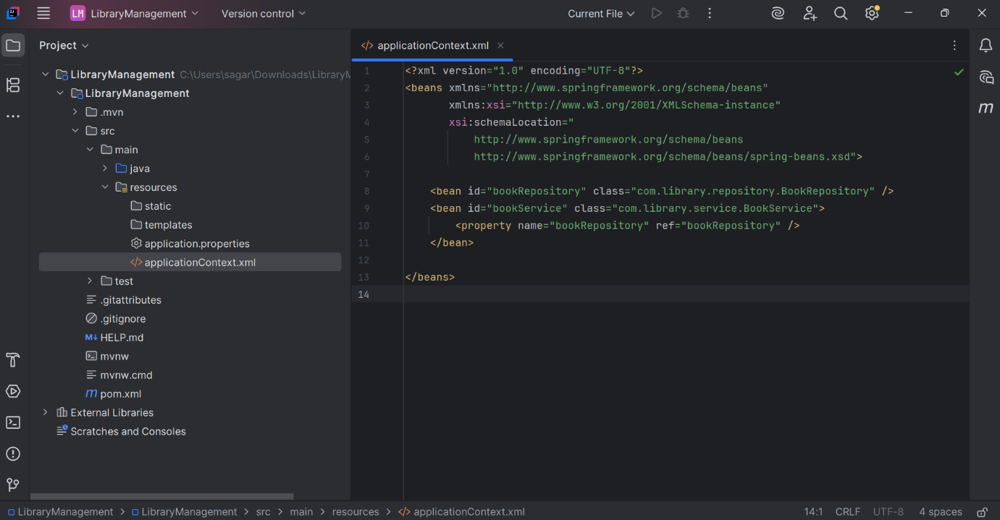 LM LibraryManagement Version control Current File
Project
applicationContext.xml
LibraryManagement C:\Users\sagar\Downloads\LibraryM
LibraryManagement
.mvn
src
main
java
resources
static
templates
application.properties
applicationContext.xml
test
.gitattributes
.gitignore
M↓ HELP.md
mvnw
mvnw.cmd
m pom.xml
External Libraries
Scratches and Consoles
1 <?xml version="1.0" encoding="UTF-8"?>
2 <beans xmlns="http://www.springframework.org/schema/beans"
3 xmlns:xsi="http://www.w3.org/2001/XMLSchema-instance"
4 xsi:schemaLocation="
5 http://www.springframework.org/schema/beans
6 http://www.springframework.org/schema/beans/spring-beans.xsd">
7
8 <bean id="bookRepository" class="com.library.repository.BookRepository" />
9 <bean id="bookService" class="com.library.service.BookService">
10 <property name="bookRepository" ref="bookRepository" />
11 </bean>
12
13 </beans>
14
m
LibraryManagement > LibraryManagement > src > main > resources > applicationContext.xml 14:1 CRLF UTF-8 4 spaces